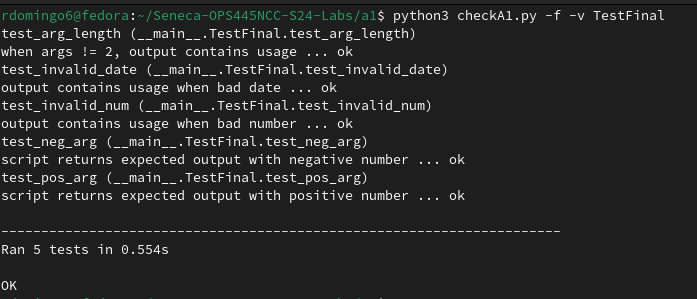 rdomingo6@fedora:~/Seneca-OPS445NCC-S24-Labs/a1$ python3 checkA1.py -f -v TestFinal
test_arg_length (__main__.TestFinal.test_arg_length)
when args != 2, output contains usage ... ok
test_invalid_date (__main__.TestFinal.test_invalid_date)
output contains usage when bad date ... ok
test_invalid_num (__main__.TestFinal.test_invalid_num)
output contains usage when bad number ... ok
test_neg_arg (__main__.TestFinal.test_neg_arg)
script returns expected output with negative number ... ok
test_pos_arg (__main__.TestFinal.test_pos_arg)
script returns expected output with positive number ... ok

----------------------------------------------------------------------
Ran 5 tests in 0.554s

OK